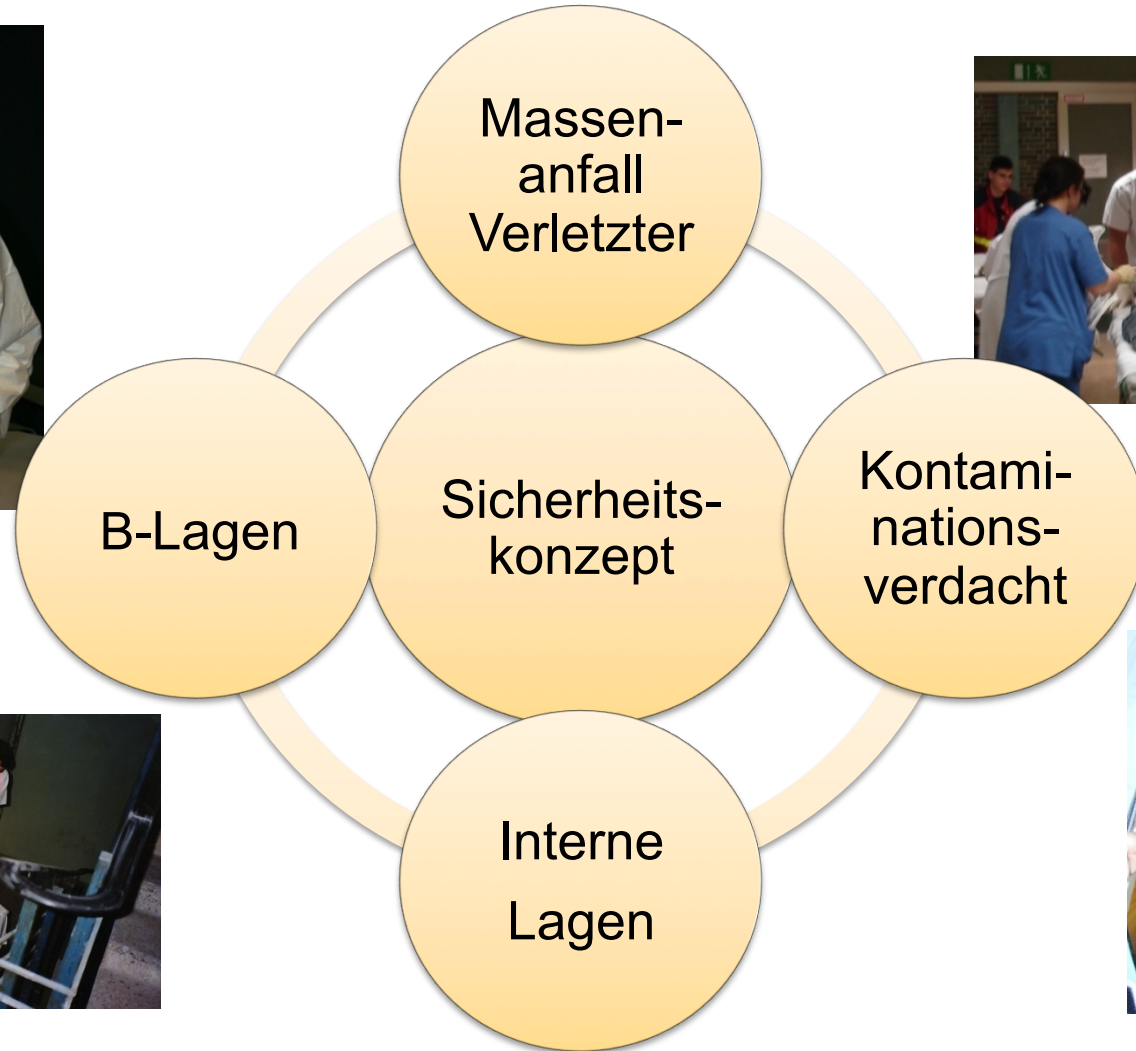 Massen-
anfall
Verletzter
B-Lagen
Sicherheits-
konzept
Kontami-
nations-
verdacht
Interne
Lagen